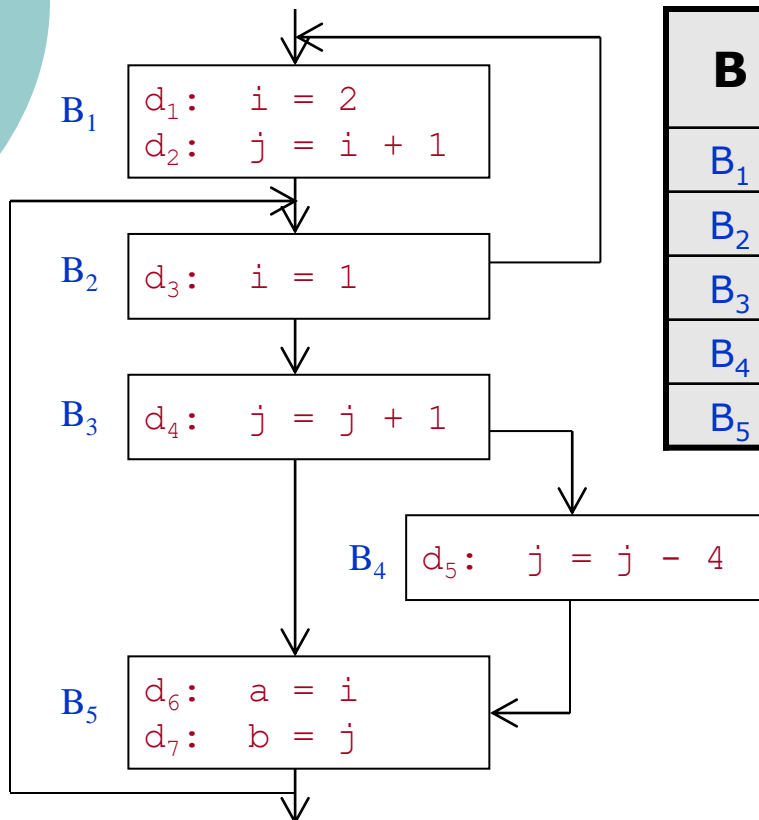 B₁
d₁: i = 2
d₂: j = i + 1
B₂
d₃: i = 1
B₃
d₄: j = j + 1
B₄
d₅: j = j - 4
B₅
d₆: a = i
d₇: b = j
B
B₁
B₂
B₃
B₄
B₅